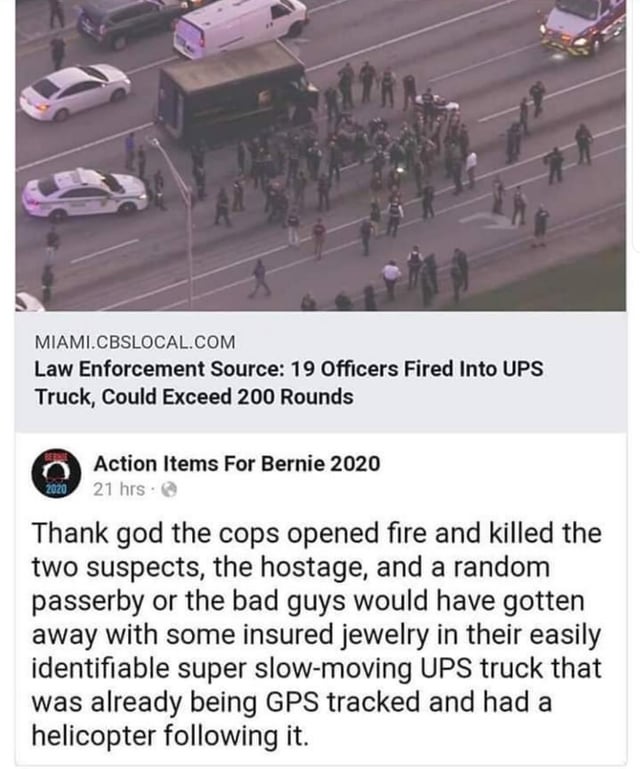 MIAMI.CBSLOCAL.COM
Law Enforcement Source: 19 Officers Fired Into UPS
Truck, Could Exceed 200 Rounds
BERNIE
2020
Action Items For Bernie 2020
21 hrs ·
Thank god the cops opened fire and killed the
two suspects, the hostage, and a random
passerby or the bad guys would have gotten
away with some insured jewelry in their easily
identifiable super slow-moving UPS truck that
was already being GPS tracked and had a
helicopter following it.